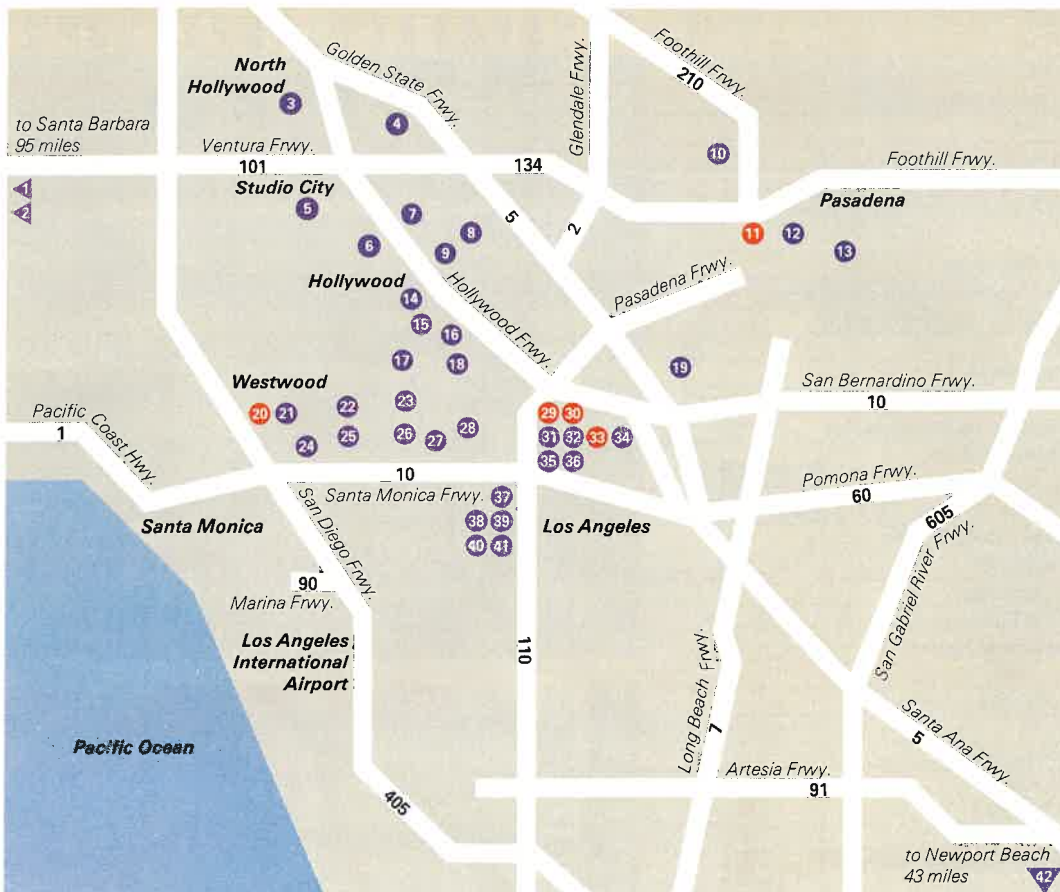 Golden State Frwy.
Foothill Frwy.
210
North
Hollywood
3
4
Glendale Frwy.
to Santa Barbara
95 miles
Ventura Frwy.
101
134
10
Foothill Frwy.
1
2
Studio City
5
7
8
6
9
5
2
11
12
13
Pasadena
Hollywood
14
15
16
17
18
Hollywood Frwy.
Pasadena Frwy.
19
San Bernardino Frwy.
10
Westwood
20
21
22
23
24
25
26
27
28
29
30
31
32
33
34
35
36
Pacific Coast Hwy.
1
10
Santa Monica Frwy.
37
38
39
40
41
Pomona Frwy.
60
605
Santa Monica
Los Angeles
San Diego Frwy.
90
Marina Frwy.
San Gabriel River Frwy.
Los Angeles
International
Airport
110
Long Beach Frwy.
7
Santa Ana Frwy.
5
Pacific Ocean
Artesia Frwy.
91
405
to Newport Beach
43 miles
42